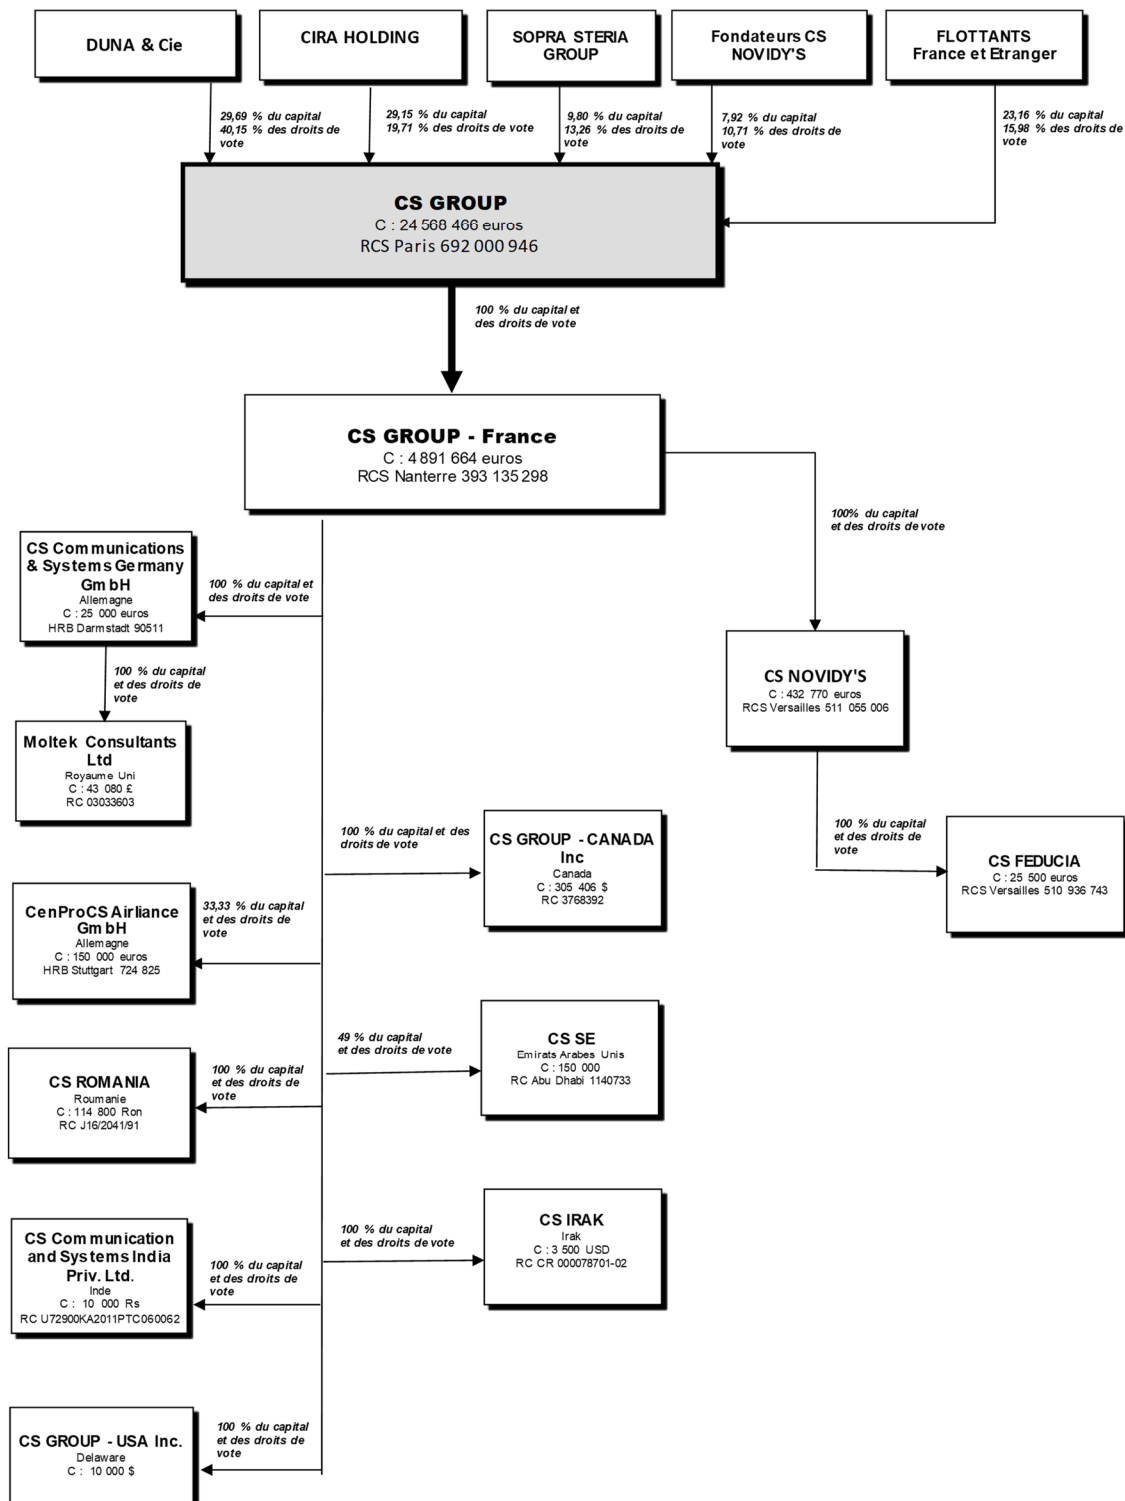 DUNA & Cie
CIRA HOLDING
SOPRA STERIA
GROUP
Fondateurs CS
NOVIDY'S
FLOTTANTS
France et Etranger
29,69 % du capital
40,15 % des droits de
vote
29,15 % du capital
19,71 % des droits de vote
9,80 % du capital
13,26 % des droits de
vote
7,92 % du capital
10,71 % des droits de
vote
23,16 % du capital
15,98 % des droits de
vote
CS GROUP
C : 24 568 466 euros
RCS Paris 692 000 946
100 % du capital et
des droits de vote
CS GROUP - France
C : 4 891 664 euros
RCS Nanterre 393 135 298
100% du capital
et des droits de vote
CS Communications
& Systems Germany
GmbH
Allemagne
C : 25 000 euros
HRB Darmstadt 90511
100 % du capital et
des droits de vote
100 % du capital
et des droits de
vote
CS NOVIDY'S
C : 432 770 euros
RCS Versailles 511 055 006
Moltek Consultants
Ltd
Royaume Uni
C : 43 080 £
RC 03033603
100 % du capital et des
droits de vote
CS GROUP - CANADA
Inc
Canada
C : 305 406 $
RC 3768392
100 % du capital
et des droits de
vote
CS FEDUCIA
C : 25 500 euros
RCS Versailles 510 936 743
CenProCS Airliance
GmbH
Allemagne
C : 150 000 euros
HRB Stuttgart 724 825
33,33 % du capital
et des droits de
vote
49 % du capital
et des droits de vote
CS SE
Emirats Arabes Unis
C : 150 000
RC Abu Dhabi 1140733
CS ROMANIA
Roumanie
C : 114 800 Ron
RC J16/2041/91
100 % du capital
et des droits de
vote
100 % du capital
et des droits de vote
CS IRAK
Irak
C : 3 500 USD
RC CR 000078701-02
CS Communication
and Systems India
Priv. Ltd.
Inde
C : 10 000 Rs
RC U72900KA2011PTC060062
100 % du capital
et des droits de
vote
CS GROUP - USA Inc.
Delaware
C : 10 000 $
100 % du capital
et des droits de
vote